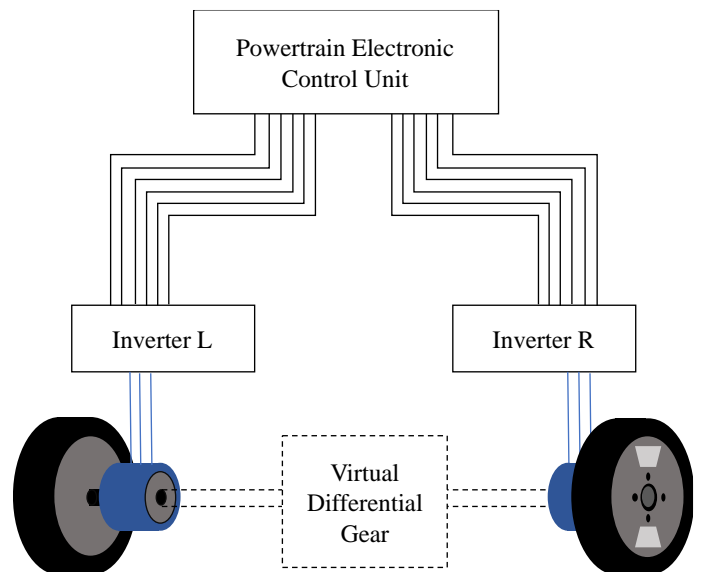 Powertrain Electronic
Control Unit
Inverter L
Inverter R
Virtual
Differential
Gear